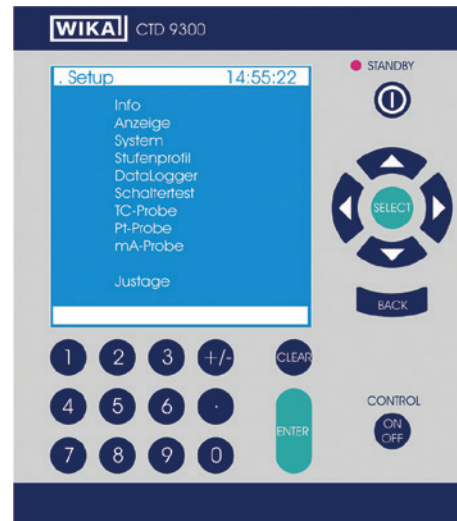 WIKAI CTD 9300
. Setup 14:55:22
STANDBY
Info
Anzeige
System
Stufenprofil
DataLogger
Schaltertest
TC-Probe
Pt-Probe
mA-Probe
Justage
SELECT
BACK
1 2 3 +/- CLEAR
4 5 6 .
ENTER
7 8 9 0
CONTROL
ON
OFF